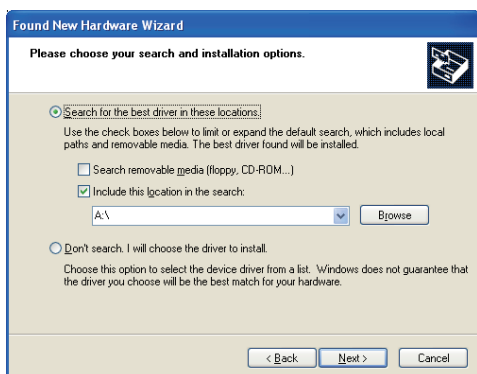 Found New Hardware Wizard
Please choose your search and installation options.
Search for the best driver in these locations.
Use the check boxes below to limit or expand the default search, which includes local
paths and removable media. The best driver found will be installed.
Search removable media (floppy, CD-ROM...)
Include this location in the search:
A:\
Browse
Don't search. I will choose the driver to install.
Choose this option to select the device driver from a list. Windows does not guarantee that
the driver you choose will be the best match for your hardware.
< Back
Next >
Cancel